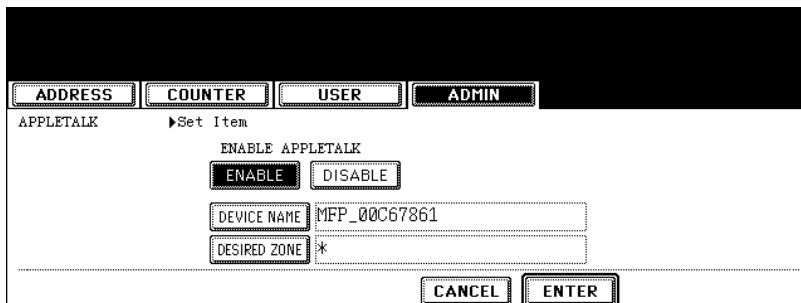 ADDRESS COUNTER USER ADMIN
APPLETALK ▶Set Item
ENABLE APPLETALK
ENABLE DISABLE
DEVICE NAME MFP_00C67861
DESIRED ZONE *
CANCEL ENTER